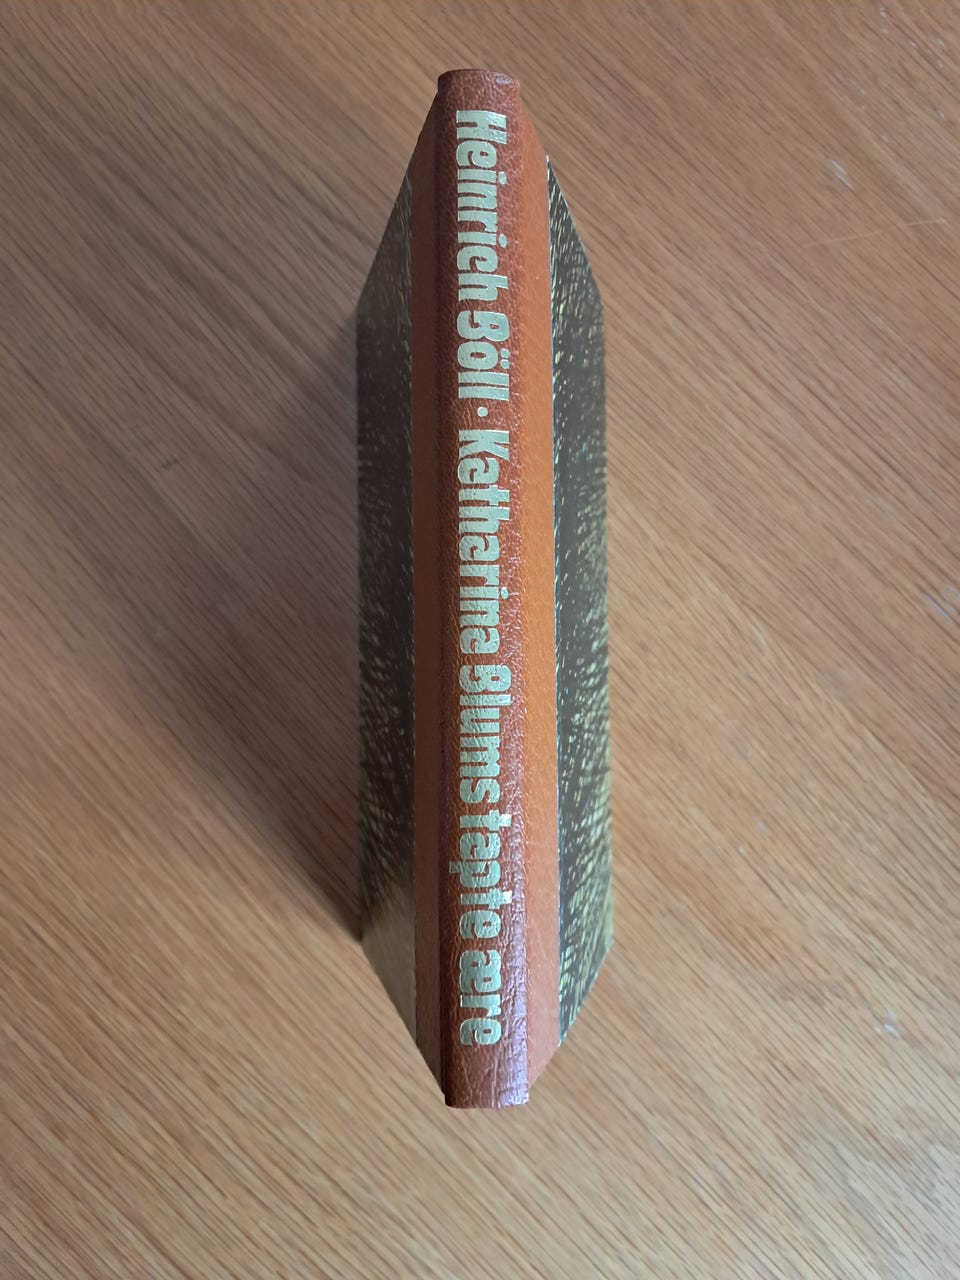 Heinrich Böll · Katharina Blums tapte ære